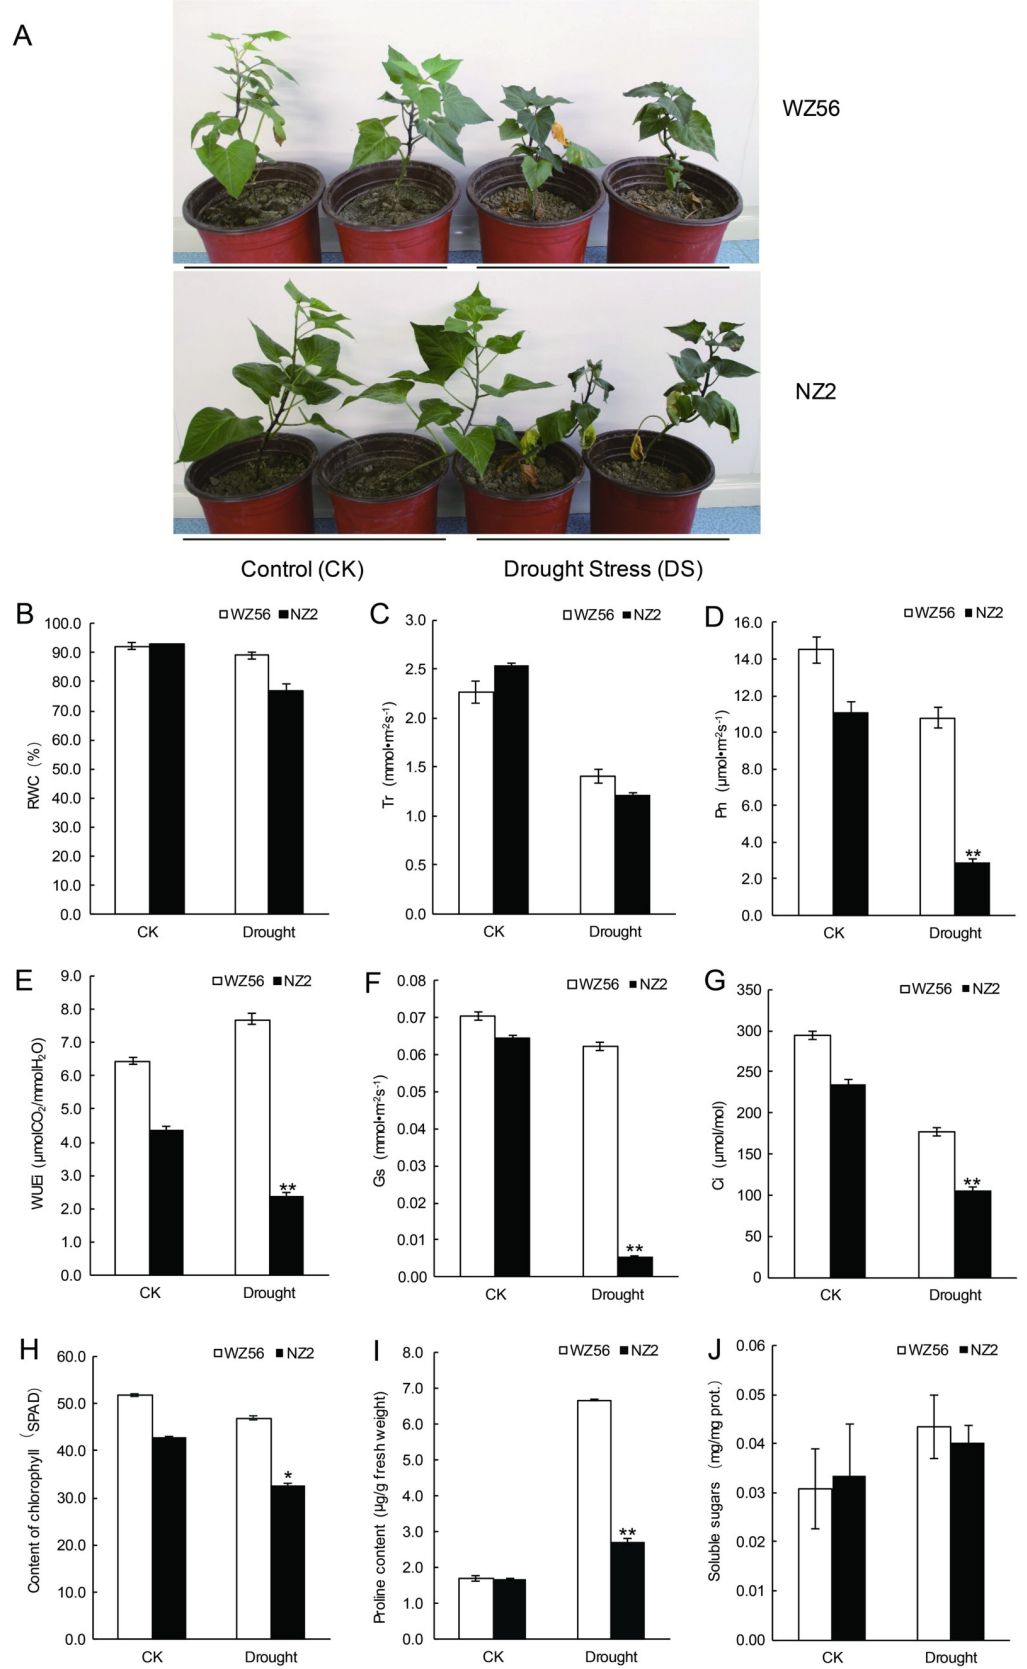 A
WZ56
NZ2
Control (CK)
Drought Stress (DS)
B
WZ56 NZ2
100.0
90.0
80.0
70.0
60.0
50.0
40.0
30.0
20.0
10.0
0.0
RWC (%)
CK
Drought
C
WZ56 NZ2
3.0
2.5
2.0
1.5
1.0
0.5
0.0
Tr (mmol•m⁻²s⁻¹)
CK
Drought
D
WZ56 NZ2
16.0
14.0
12.0
10.0
8.0
6.0
4.0
2.0
0.0
Pn (μmol•m⁻²s⁻¹)
**
CK
Drought
E
WZ56 NZ2
9.0
8.0
7.0
6.0
5.0
4.0
3.0
2.0
1.0
0.0
WUEi (μmolCO₂/mmolH₂O)
**
CK
Drought
F
WZ56 NZ2
0.08
0.07
0.06
0.05
0.04
0.03
0.02
0.01
0.00
Gs (mmol•m⁻²s⁻¹)
**
CK
Drought
G
WZ56 NZ2
350
300
250
200
150
100
50
0
Ci (μmol/mol)
**
CK
Drought
H
WZ56 NZ2
60.0
50.0
40.0
30.0
20.0
10.0
0.0
Content of chlorophyll (SPAD)
*
CK
Drought
I
WZ56 NZ2
8.0
7.0
6.0
5.0
4.0
3.0
2.0
1.0
0.0
Proline content (μg/g fresh weight)
**
CK
Drought
J
WZ56 NZ2
0.06
0.05
0.04
0.03
0.02
0.01
0.00
Soluble sugars (mg/mg prot.)
CK
Drought